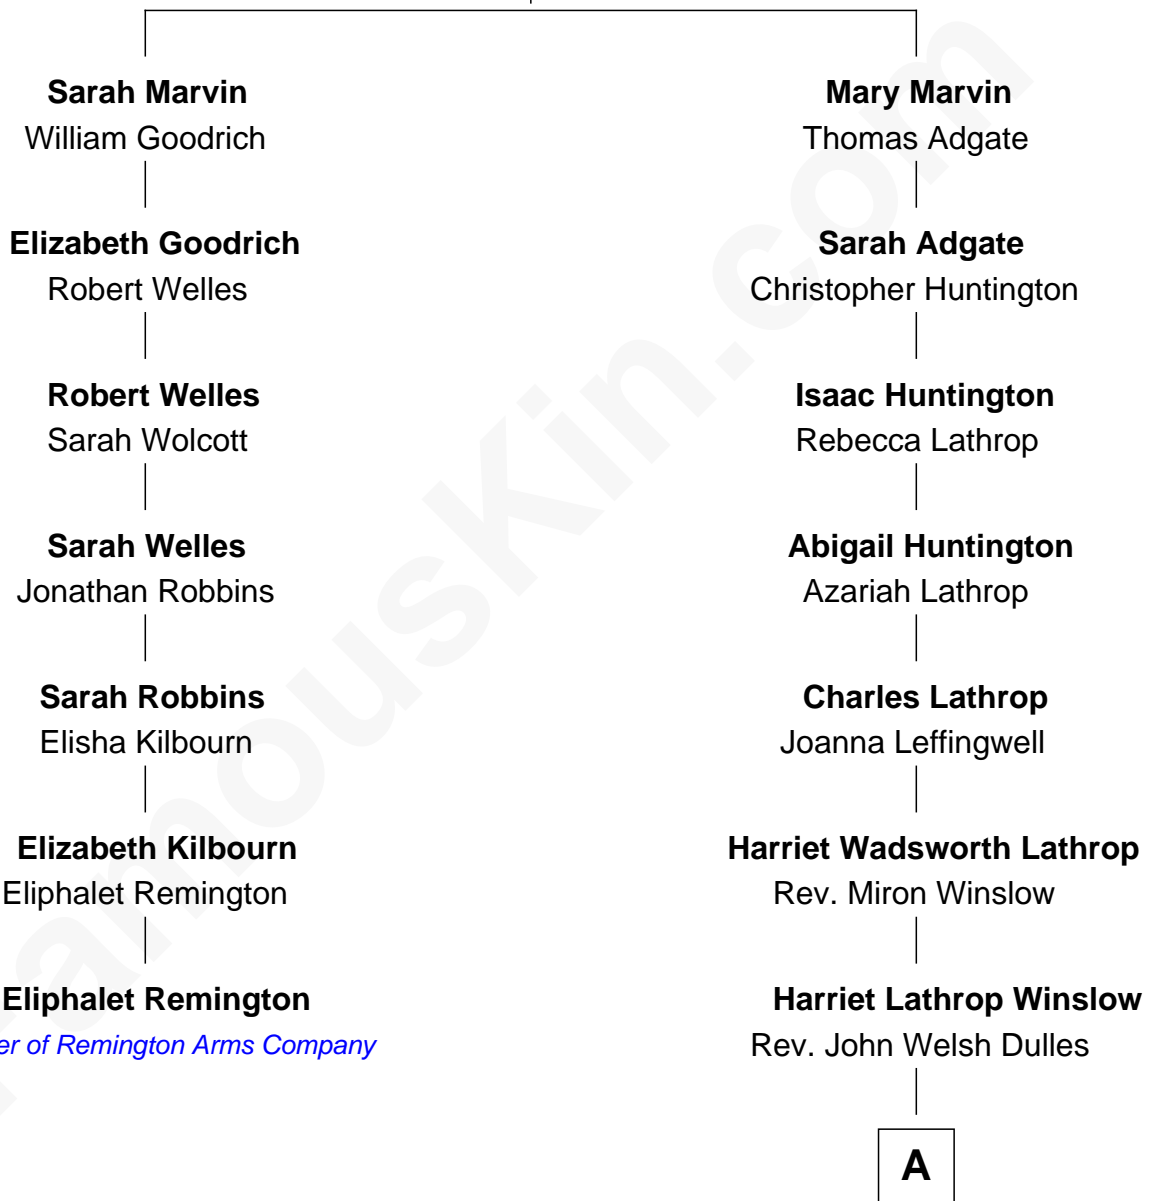 Sarah Marvin
William Goodrich
Elizabeth Goodrich
Robert Welles
Robert Welles
Sarah Wolcott
Sarah Welles
Jonathan Robbins
Sarah Robbins
Elisha Kilbourn
Elizabeth Kilbourn
Eliphalet Remington
Eliphalet Remington
er of Remington Arms Company
Mary Marvin
Thomas Adgate
Sarah Adgate
Christopher Huntington
Isaac Huntington
Rebecca Lathrop
Abigail Huntington
Azariah Lathrop
Charles Lathrop
Joanna Leffingwell
Harriet Wadsworth Lathrop
Rev. Miron Winslow
Harriet Lathrop Winslow
Rev. John Welsh Dulles
A
FamousKin.com